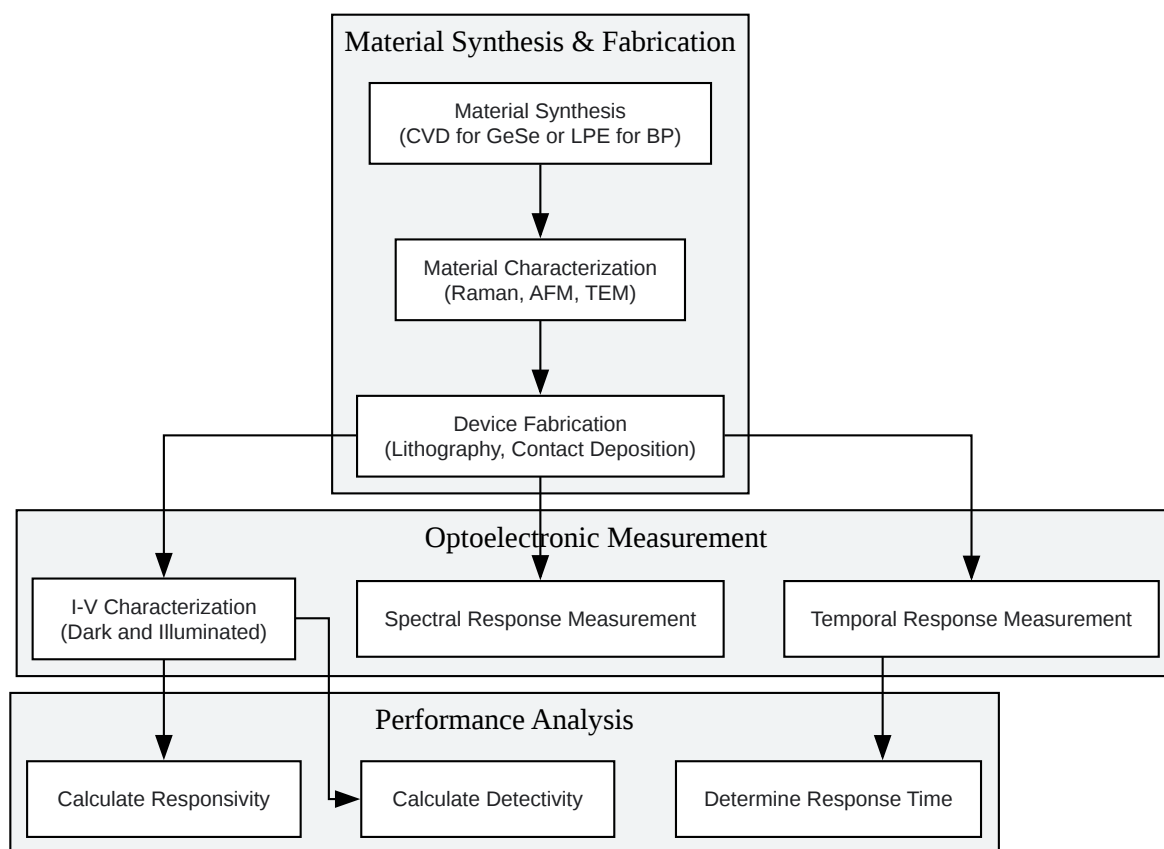 Material Synthesis & Fabrication
Material Synthesis
(CVD for GeSe or LPE for BP)
Material Characterization
(Raman, AFM, TEM)
Device Fabrication
(Lithography, Contact Deposition)
Optoelectronic Measurement
I-V Characterization
(Dark and Illuminated)
Spectral Response Measurement
Temporal Response Measurement
Performance Analysis
Calculate Responsivity
Calculate Detectivity
Determine Response Time